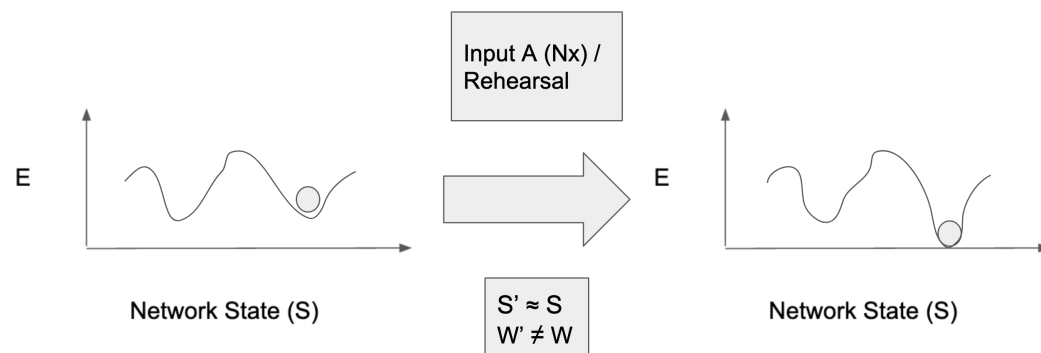 Input A (Nx) /
Rehearsal
E
E
Network State (S)
S’ ≈ S
W’ ≠ W
Network State (S)